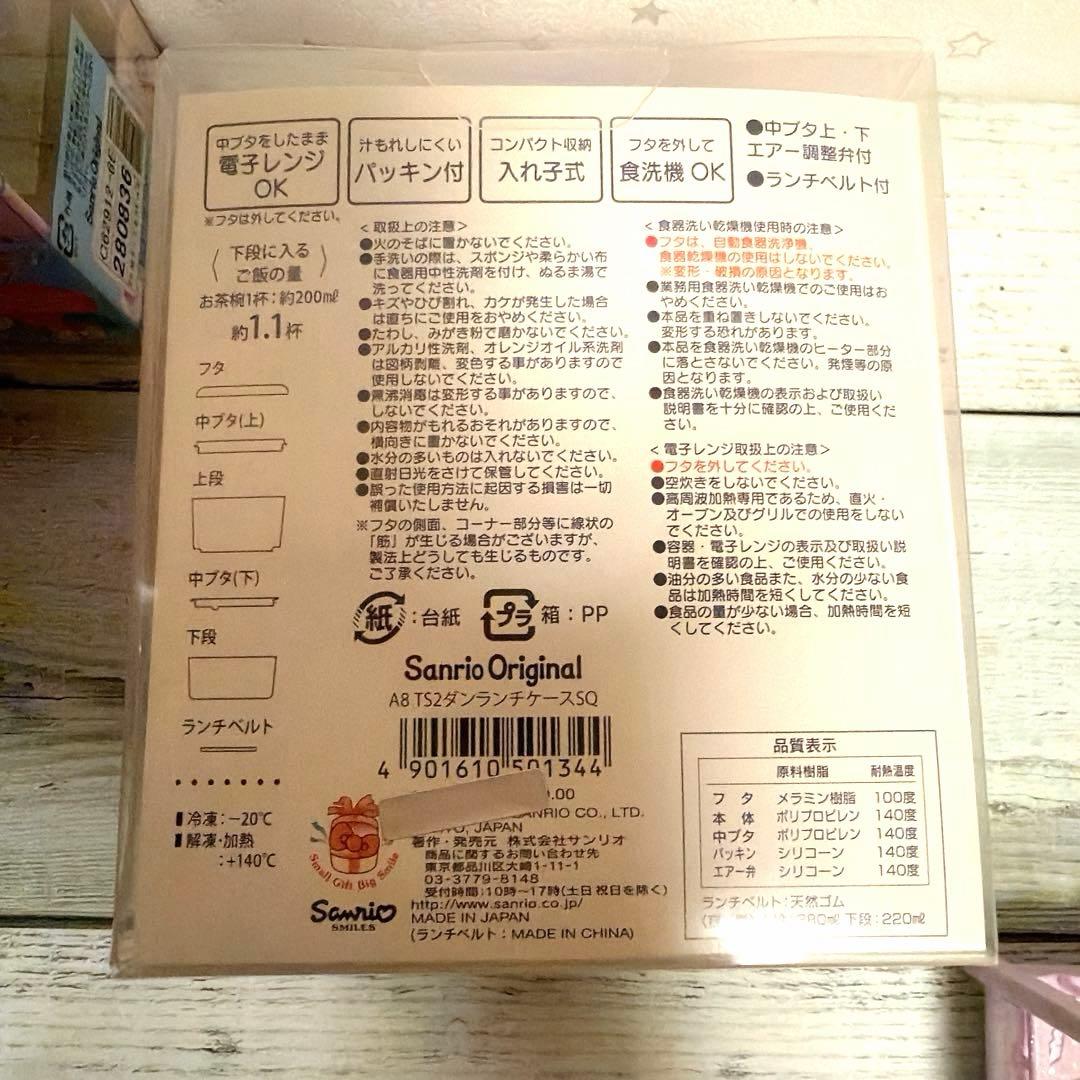 Sanrio Original
C62912-6E
280836
中ブタをしたまま
電子レンジ
OK
※フタは外してください。
汁もれしにくい
パッキン付
コンパクト収納
入れ子式
フタを外して
食洗機 OK
●中ブタ上・下
エアー調整弁付
●ランチベルト付
下段に入る
ご飯の量
お茶碗1杯：約200㎖
約1.1杯
フタ
中ブタ(上)
上段
中ブタ(下)
下段
ランチベルト
冷凍：−20℃
解凍・加熱
：+140℃
< 取扱上の注意>
●火のそばに置かないでください。
●手洗いの際は、スポンジや柔らかい布
に食器用中性洗剤を付け、ぬるま湯で
洗ってください。
●キズやひび割れ、カケが発生した場合
は直ちにご使用をおやめください。
●たわし、みがき粉で磨かないでください。
●アルカリ性洗剤、オレンジオイル系洗剤
は図柄剥離、変色する事がありますので
使用しないでください。
●煮沸消毒は変形する事がありますので、
しないでください。
●内容物がもれるおそれがありますので、
横向きに置かないでください。
●水分の多いものは入れないでください。
●直射日光をさけて保管してください。
●誤った使用方法に起因する損害は一切
補償いたしません。
※フタの側面、コーナー部分等に線状の
「筋」が生じる場合がございますが、
製法上どうしても生じるものです。
ご了承ください。
< 食器洗い乾燥機使用時の注意>
●フタは、自動食器洗浄機、
食器乾燥機の使用はしないでください。
※変形・破損の原因となります。
●業務用食器洗い乾燥機でのご使用はお
やめください。
●本品を重ね置きしないでください。
変形する恐れがあります。
●本品を食器洗い乾燥機のヒーター部分
に落とさないでください。発煙等の原
因となります。
●食器洗い乾燥機の表示および取扱い
説明書を十分に確認の上、ご使用くだ
さい。
< 電子レンジ取扱上の注意>
●フタを外してください。
●空炊きをしないでください。
●高周波加熱専用であるため、直火・
オーブン及びグリルでの使用をしない
でください。
●容器・電子レンジの表示及び取扱い説
明書を確認の上、ご使用ください。
●油分の多い食品また、水分の少ない食
品は加熱時間を短くしてください。
●食品の量が少ない場合、加熱時間を短
くしてください。
紙：台紙 プラ 箱：PP
Sanrio Original
A8 TS2ダンランチケースSQ
4 901610 501344
0.00
SANRIO CO., LTD.
JAPAN
著作・発売元 株式会社サンリオ
商品に関するお問い合わせ先
東京都品川区大崎1-11-1
03-3779-8148
受付時間：10時〜17時(土日祝日を除く)
http://www.sanrio.co.jp/
MADE IN JAPAN
(ランチベルト：MADE IN CHINA)
Small Gift Big Smile
Sanrio
SMILES
品質表示
原料樹脂 耐熱温度
フタ メラミン樹脂 100度
本体 ポリプロピレン 140度
中ブタ ポリプロピレン 140度
パッキン シリコーン 140度
エアー弁 シリコーン 140度
ランチベルト：天然ゴム
280㎖ 下段：220㎖